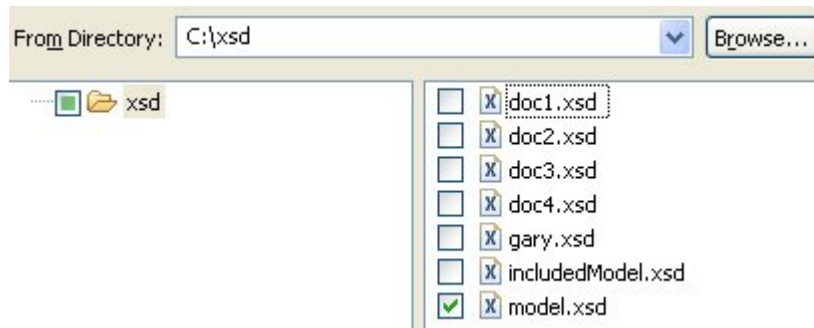 From Directory: C:\xsd Browse...
xsd
doc1.xsd
doc2.xsd
doc3.xsd
doc4.xsd
gary.xsd
includedModel.xsd
model.xsd